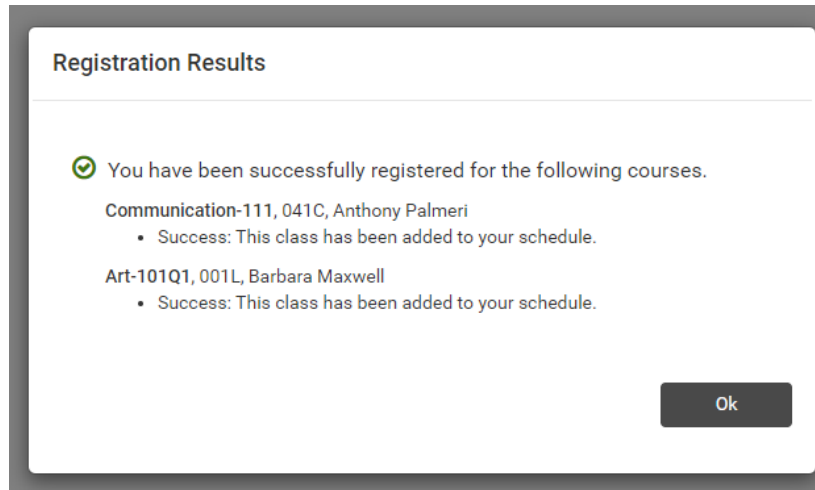 Registration Results
You have been successfully registered for the following courses.
Communication-111, 041C, Anthony Palmeri
• Success: This class has been added to your schedule.
Art-101Q1, 001L, Barbara Maxwell
• Success: This class has been added to your schedule.
Ok